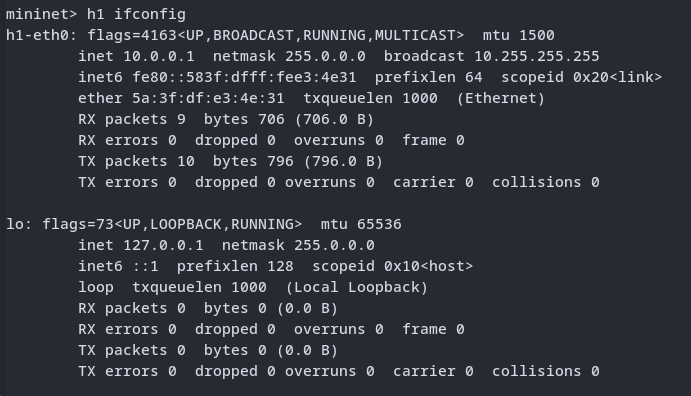 mininet> h1 ifconfig
h1-eth0: flags=4163<UP,BROADCAST,RUNNING,MULTICAST>  mtu 1500
        inet 10.0.0.1  netmask 255.0.0.0  broadcast 10.255.255.255
        inet6 fe80::583f:dfff:fee3:4e31  prefixlen 64  scopeid 0x20<link>
        ether 5a:3f:df:e3:4e:31  txqueuelen 1000  (Ethernet)
        RX packets 9  bytes 706 (706.0 B)
        RX errors 0  dropped 0  overruns 0  frame 0
        TX packets 10  bytes 796 (796.0 B)
        TX errors 0  dropped 0 overruns 0  carrier 0  collisions 0

lo: flags=73<UP,LOOPBACK,RUNNING>  mtu 65536
        inet 127.0.0.1  netmask 255.0.0.0
        inet6 ::1  prefixlen 128  scopeid 0x10<host>
        loop  txqueuelen 1000  (Local Loopback)
        RX packets 0  bytes 0 (0.0 B)
        RX errors 0  dropped 0  overruns 0  frame 0
        TX packets 0  bytes 0 (0.0 B)
        TX errors 0  dropped 0 overruns 0  carrier 0  collisions 0